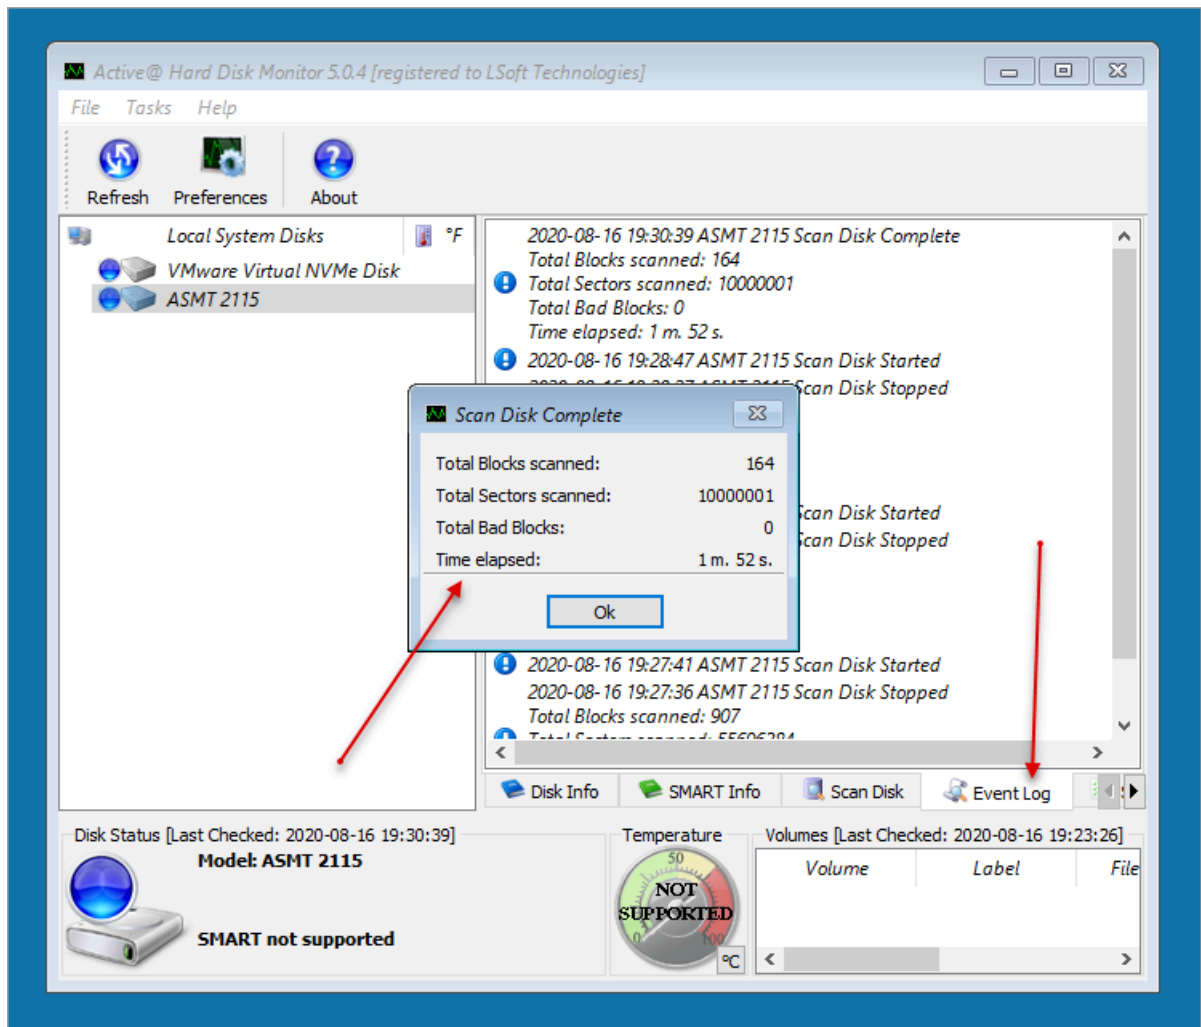 Active@ Hard Disk Monitor 5.0.4 [registered to LSoft Technologies]
File Tasks Help
Refresh Preferences About
Local System Disks °F
VMware Virtual NVMe Disk
ASMT 2115
2020-08-16 19:30:39 ASMT 2115 Scan Disk Complete
Total Blocks scanned: 164
Total Sectors scanned: 10000001
Total Bad Blocks: 0
Time elapsed: 1 m. 52 s.
2020-08-16 19:28:47 ASMT 2115 Scan Disk Started
Scan Disk Stopped
Scan Disk Complete
Total Blocks scanned: 164
Total Sectors scanned: 10000001
Total Bad Blocks: 0
Time elapsed: 1 m. 52 s.
Ok
Scan Disk Started
Scan Disk Stopped
2020-08-16 19:27:41 ASMT 2115 Scan Disk Started
2020-08-16 19:27:36 ASMT 2115 Scan Disk Stopped
Total Blocks scanned: 907
Disk Info SMART Info Scan Disk Event Log
Disk Status [Last Checked: 2020-08-16 19:30:39]
Model: ASMT 2115
SMART not supported
Temperature
50
NOT
SUPPORTED
0 100
°C
Volumes [Last Checked: 2020-08-16 19:23:26]
Volume Label File